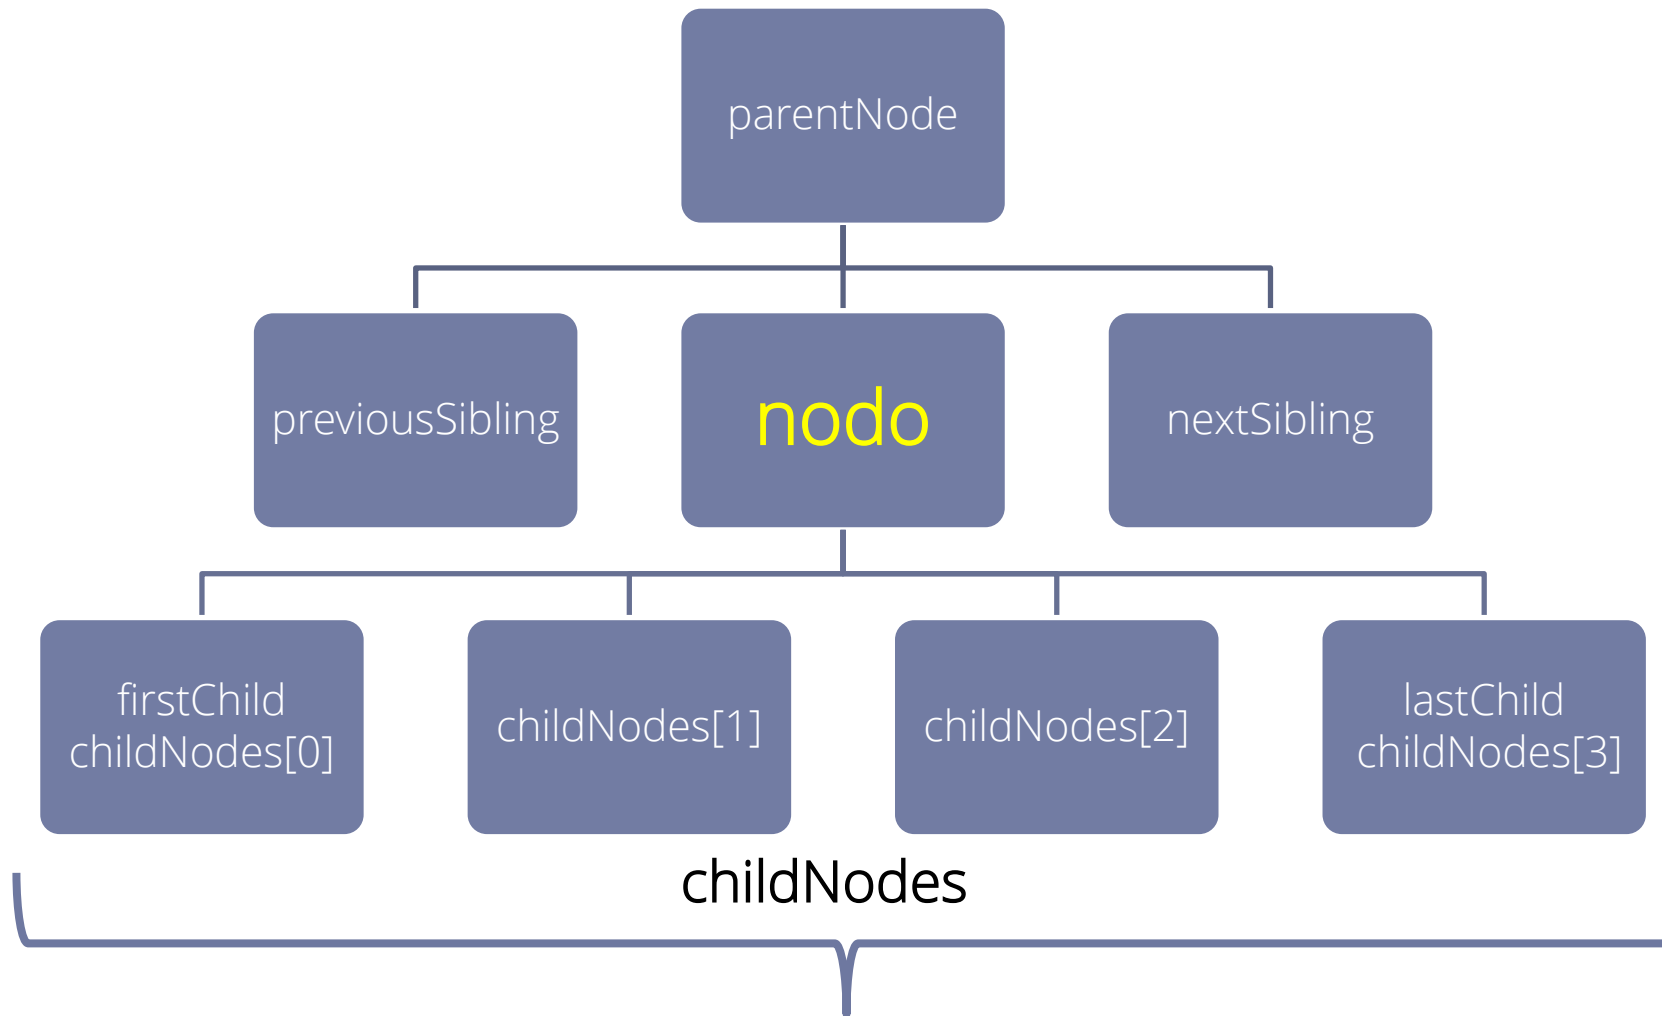 parentNode
previousSibling
nodo
nextSibling
firstChild
childNodes[0]
childNodes[1]
childNodes[2]
lastChild
childNodes[3]
childNodes